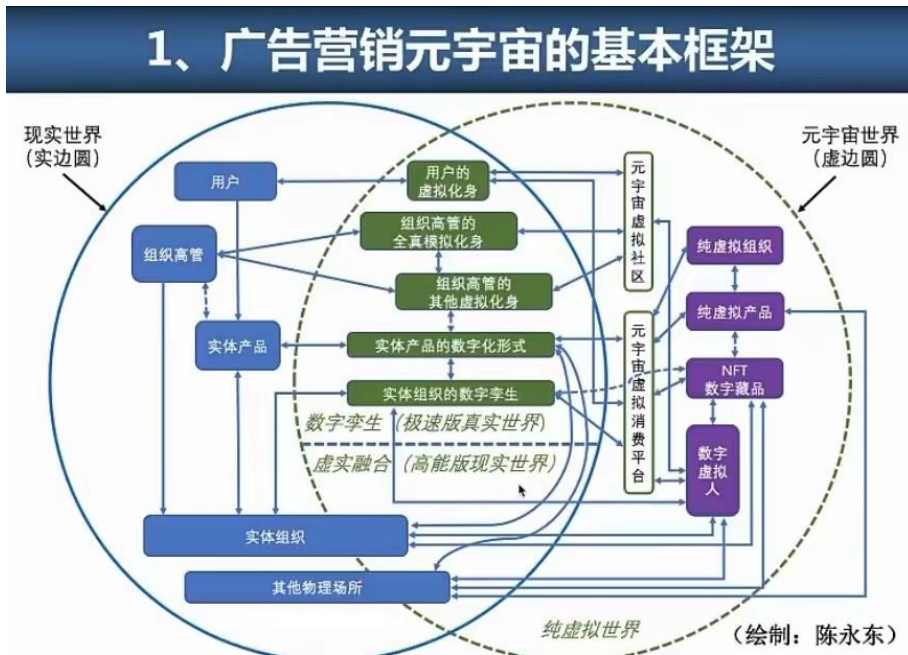 1、广告营销元宇宙的基本框架
现实世界
（实边圆）
元宇宙世界
（虚边圆）
用户
用户的
虚拟化身
元宇宙虚拟社区
组织高管的
全真模拟化身
组织高管
纯虚拟组织
组织高管的
其他虚拟化身
纯虚拟产品
实体产品
实体产品的数字化形式
元宇宙虚拟消费平台
NFT
数字藏品
实体组织的数字孪生
数字孪生（极速版真实世界）
虚实融合（高能版现实世界）
数字
虚拟
人
实体组织
其他物理场所
纯虚拟世界
（绘制：陈永东）